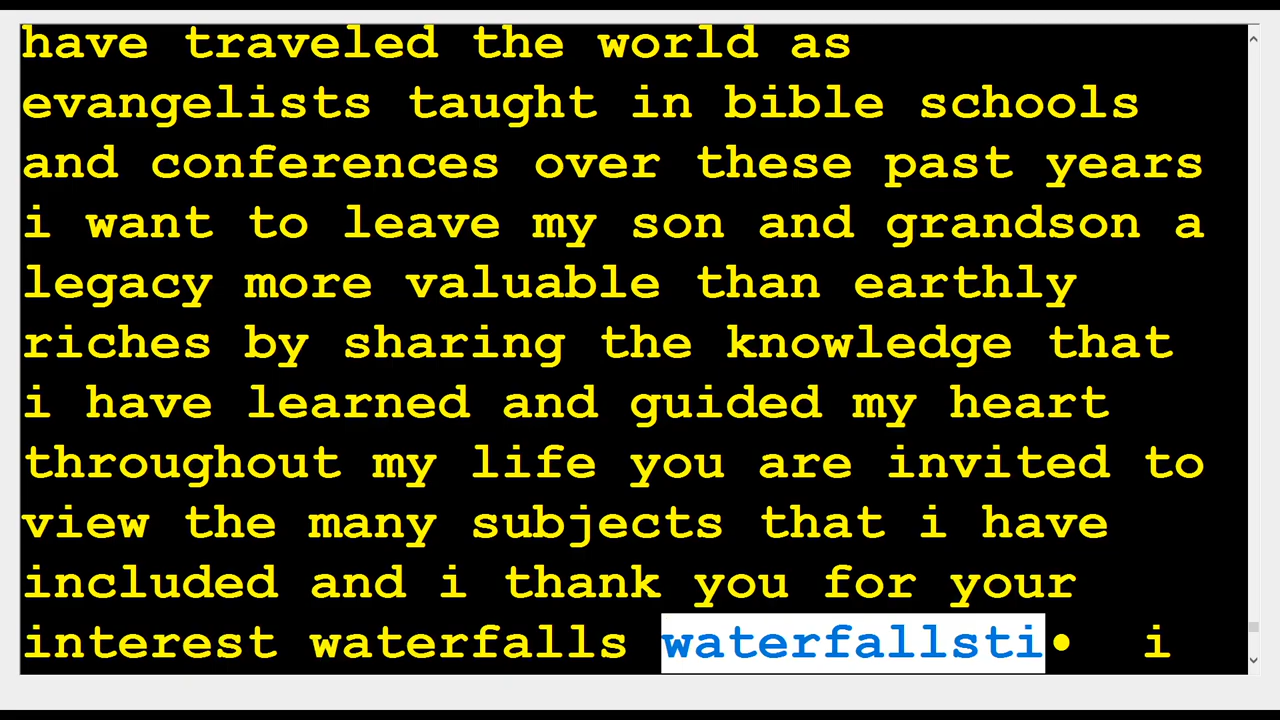 have traveled the world as
evangelists taught in bible schools
and conferences over these past years
i want to leave my son and grandson a
legacy more valuable than earthly
riches by sharing the knowledge that
i have learned and guided my heart
throughout my life you are invited to
view the many subjects that i have
included and i thank you for your
interest waterfalls waterfallsti• i